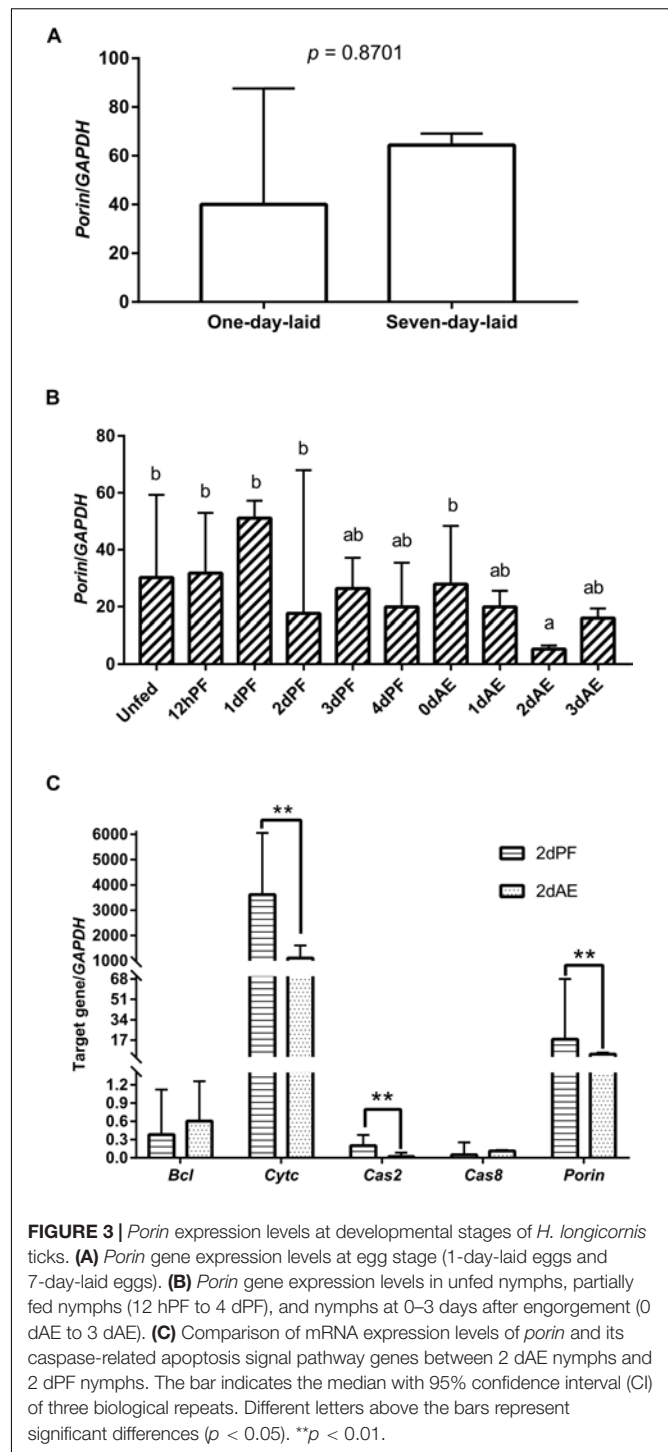 A
p = 0.8701
100
80
60
40
20
0
Porin/GAPDH
One-day-laid Seven-day-laid
B
80
60
40
20
0
Porin/GAPDH
b b b b ab ab b ab a ab
Unfed 12hPF 1dPF 2dPF 3dPF 4dPF 0dAE 1dAE 2dAE 3dAE
C
6000
5000
4000
3000
2000
1000
68
51
34
17
1.2
0.9
0.6
0.3
0.0
Target gene/GAPDH
** ** **
2dPF
2dAE
Bcl Cytc Cas2 Cas8 Porin
FIGURE 3 | Porin expression levels at developmental stages of H. longicornis
ticks. (A) Porin gene expression levels at egg stage (1-day-laid eggs and
7-day-laid eggs). (B) Porin gene expression levels in unfed nymphs, partially
fed nymphs (12 hPF to 4 dPF), and nymphs at 0–3 days after engorgement (0
dAE to 3 dAE). (C) Comparison of mRNA expression levels of porin and its
caspase-related apoptosis signal pathway genes between 2 dAE nymphs and
2 dPF nymphs. The bar indicates the median with 95% confidence interval (CI)
of three biological repeats. Different letters above the bars represent
significant differences (p < 0.05). **p < 0.01.